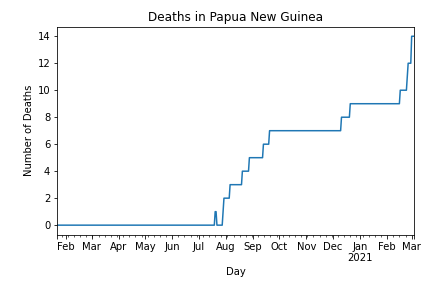 Deaths in Papua New Guinea
Number of Deaths
14
12
10
8
6
4
2
0
Feb Mar Apr May Jun Jul Aug Sep Oct Nov Dec Jan Feb Mar
2021
Day